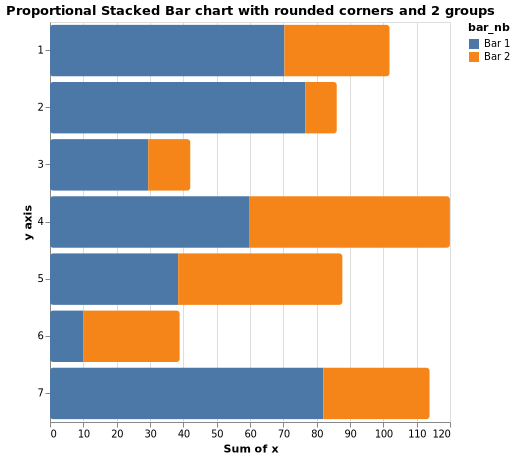 Proportional Stacked Bar chart with rounded corners and 2 groups
bar_nb
Bar 1
Bar 2
y axis
1
2
3
4
5
6
7
0 10 20 30 40 50 60 70 80 90 100 110 120
Sum of x